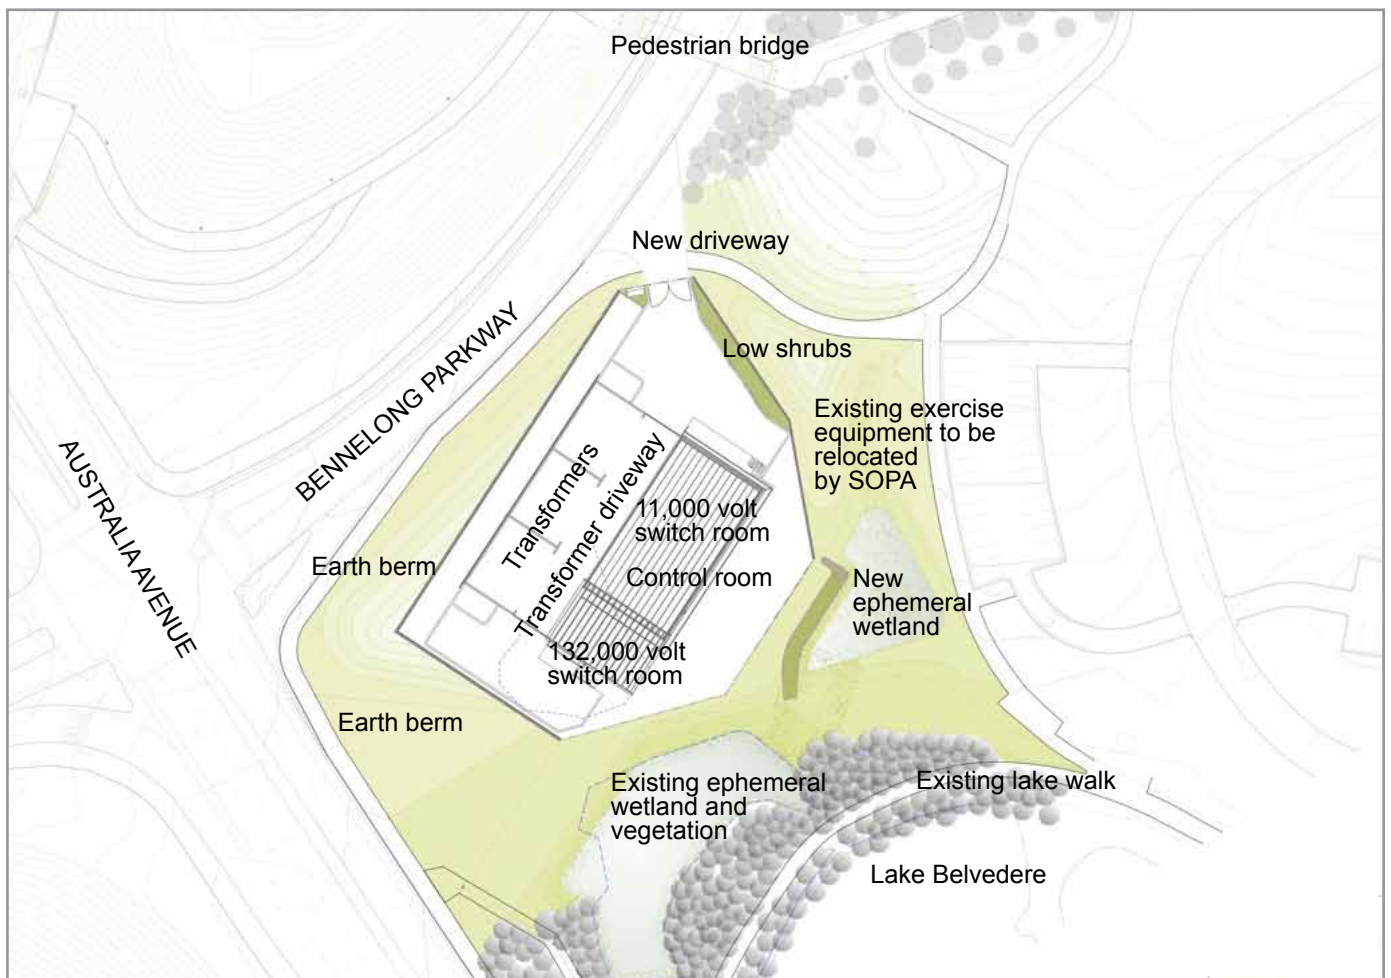 Pedestrian bridge
New driveway
BENNELONG PARKWAY
Low shrubs
Existing exercise
equipment to be
relocated
by SOPA
AUSTRALIA AVENUE
Transformers
Transformer driveway
11,000 volt
switch room
Control room
Earth berm
New
ephemeral
wetland
132,000 volt
switch room
Earth berm
Existing ephemeral
wetland and
vegetation
Existing lake walk
Lake Belvedere